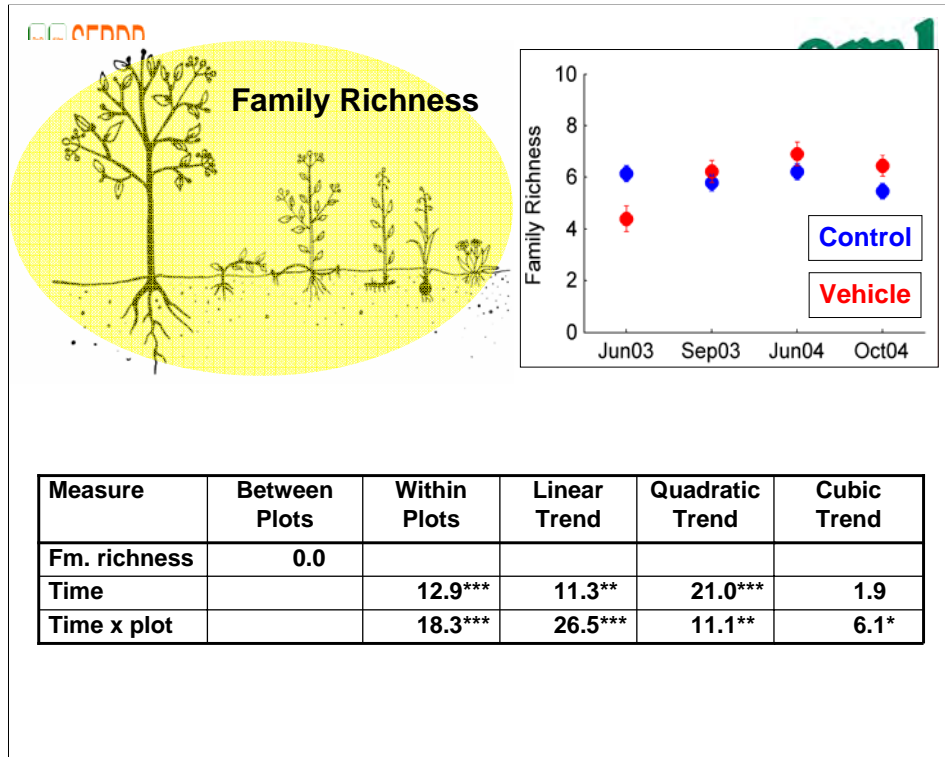 Family Richness
10
8
6
4
2
0
Family Richness
Jun03 Sep03 Jun04 Oct04
Control
Vehicle
Measure Between Plots Within Plots Linear Trend Quadratic Trend Cubic Trend
Fm. richness 0.0
Time 12.9*** 11.3** 21.0*** 1.9
Time x plot 18.3*** 26.5*** 11.1** 6.1*